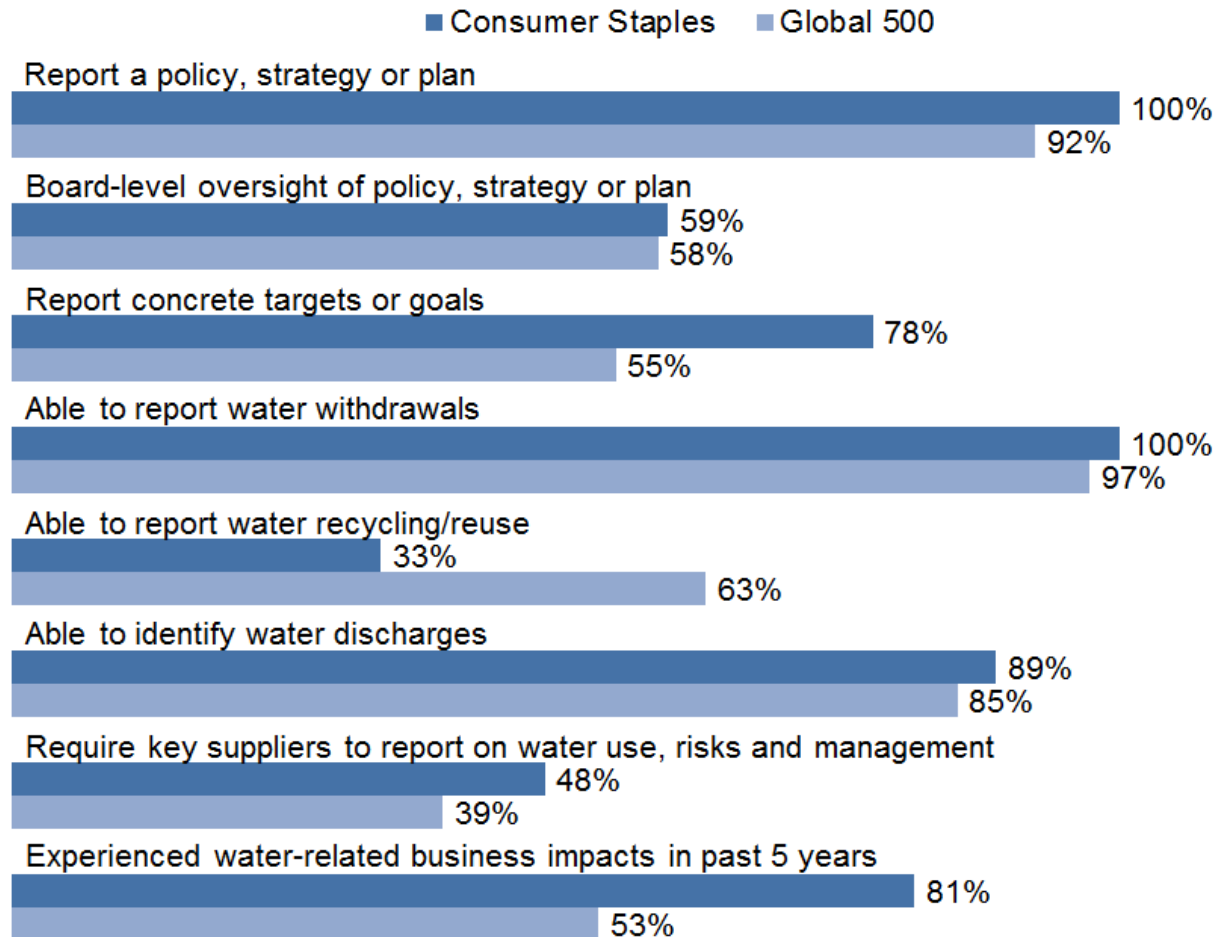 Consumer Staples Global 500
Report a policy, strategy or plan
100%
92%
Board-level oversight of policy, strategy or plan
59%
58%
Report concrete targets or goals
78%
55%
Able to report water withdrawals
100%
97%
Able to report water recycling/reuse
33%
63%
Able to identify water discharges
89%
85%
Require key suppliers to report on water use, risks and management
48%
39%
Experienced water-related business impacts in past 5 years
81%
53%